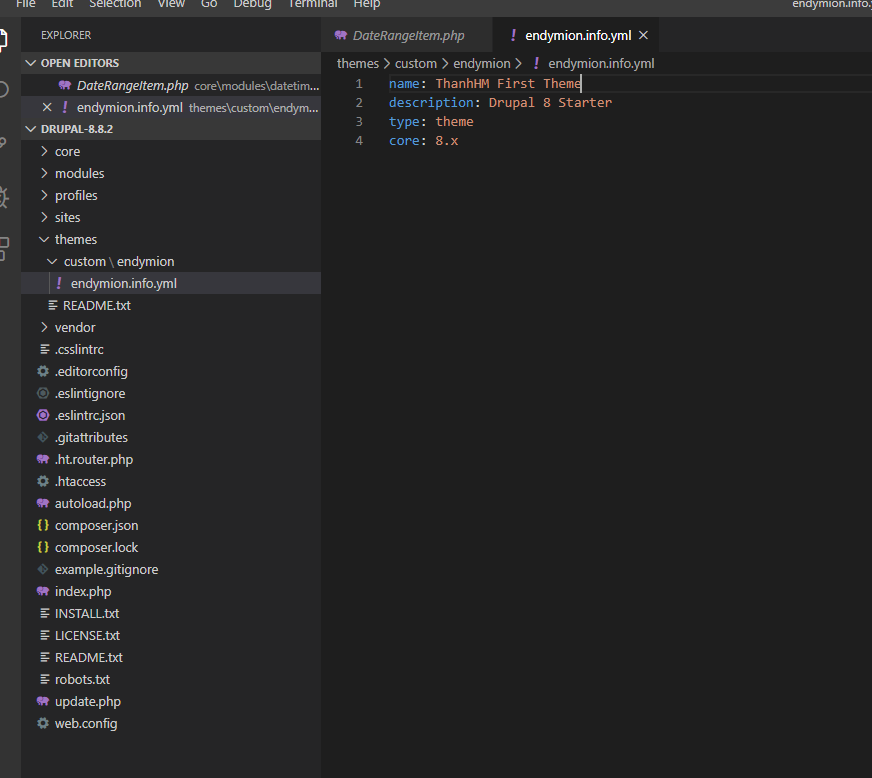 File Edit Selection View Go Debug Terminal Help endymion.info.
EXPLORER
OPEN EDITORS
DateRangeItem.php core\modules\datetim...
endymion.info.yml themes\custom\endym...
DRUPAL-8.8.2
core
modules
profiles
sites
themes
custom \ endymion
endymion.info.yml
README.txt
vendor
.csslintrc
.editorconfig
.eslintignore
.eslintrc.json
.gitattributes
.ht.router.php
.htaccess
autoload.php
composer.json
composer.lock
example.gitignore
index.php
INSTALL.txt
LICENSE.txt
README.txt
robots.txt
update.php
web.config
DateRangeItem.php endymion.info.yml
themes > custom > endymion > endymion.info.yml
1 name: ThanhHM First Theme
2 description: Drupal 8 Starter
3 type: theme
4 core: 8.x